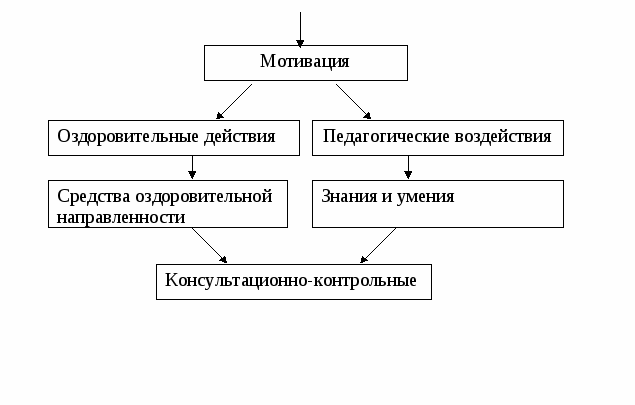 Мотивация
Оздоровительные действия
Педагогические воздействия
Средства оздоровительной
направленности
Знания и умения
Консультационно-контрольные